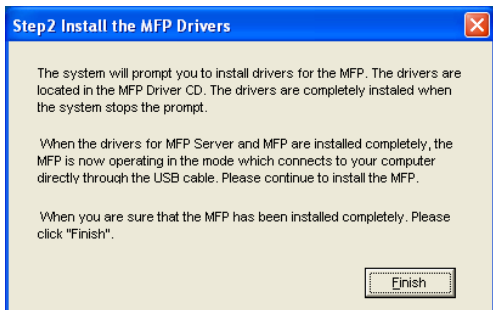 Step2 Install the MFP Drivers
The system will prompt you to install drivers for the MFP. The drivers are
located in the MFP Driver CD. The drivers are completely instaled when
the system stops the prompt.
When the drivers for MFP Server and MFP are installed completely, the
MFP is now operating in the mode which connects to your computer
directly through the USB cable. Please continue to install the MFP.
When you are sure that the MFP has been installed completely. Please
click "Finish".
Finish